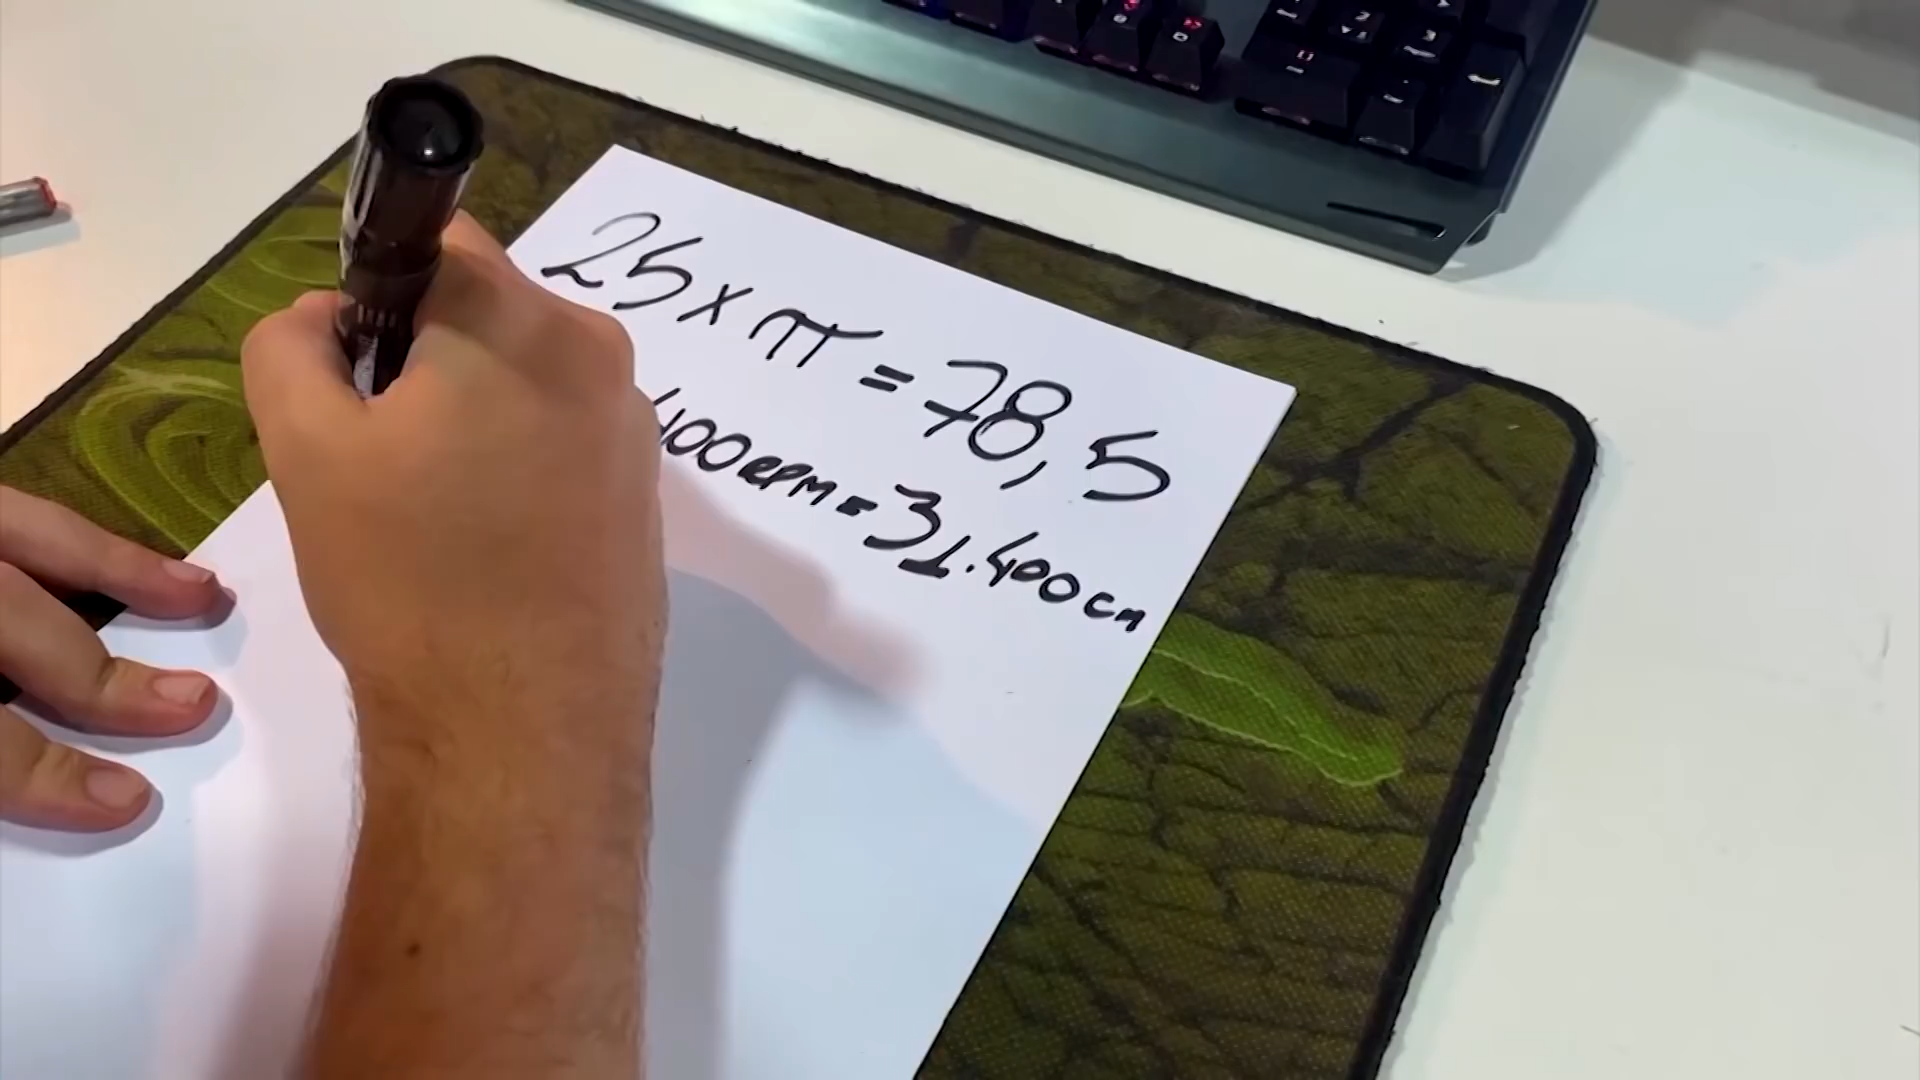 25 x π = 78,5
400RPM = 31.400cm